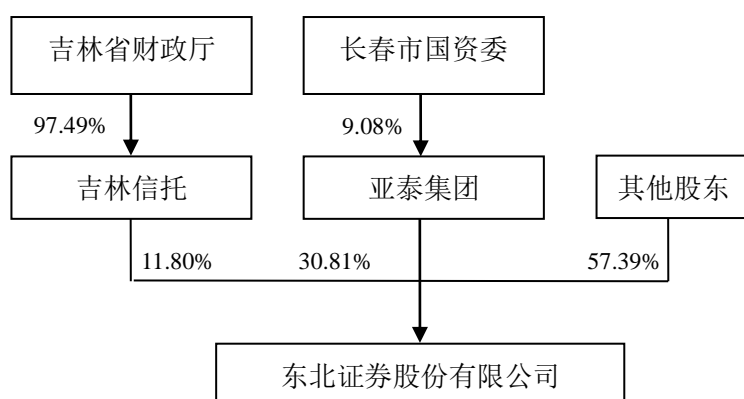 吉林省财政厅
长春市国资委
97.49%
9.08%
吉林信托
亚泰集团
其他股东
11.80%
30.81%
57.39%
东北证券股份有限公司